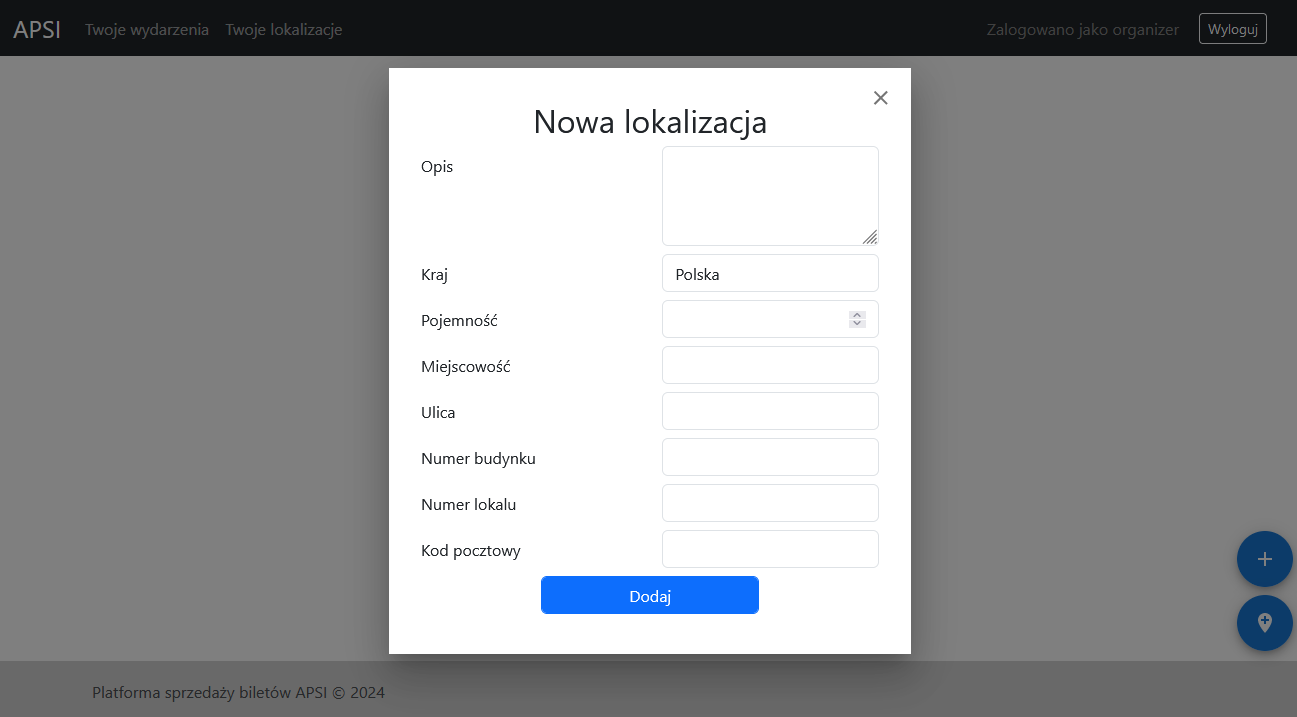 APSI Twoje wydarzenia Twoje lokalizacje Zalogowano jako organizer Wyloguj
Nowa lokalizacja
Opis
Kraj Polska
Pojemność
Miejscowość
Ulica
Numer budynku
Numer lokalu
Kod pocztowy
Dodaj
Platforma sprzedaży biletów APSI © 2024